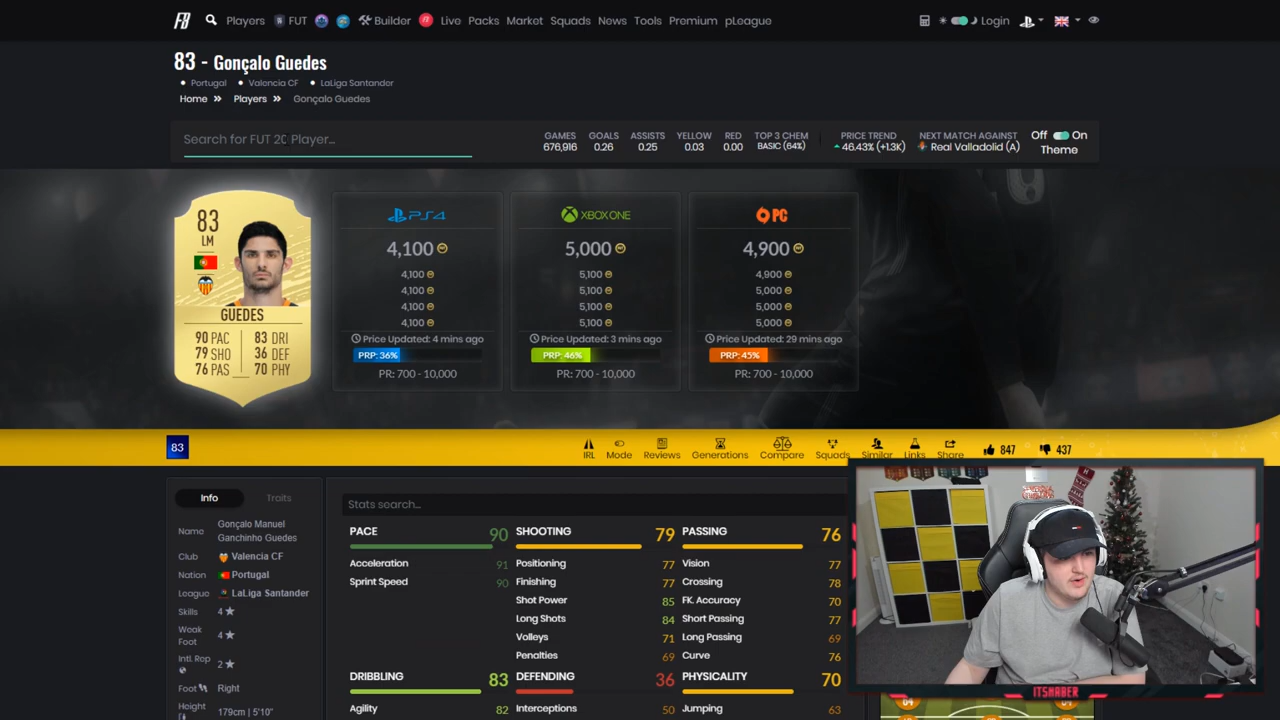 FB Players FUT Builder Live Packs Market Squads News Tools Premium pLeague Login
83 - Gonçalo Guedes
Portugal Valencia CF LaLiga Santander
Home » Players » Gonçalo Guedes
Search for FUT 20 Player...
GAMES GOALS ASSISTS YELLOW RED TOP 3 CHEM PRICE TREND NEXT MATCH AGAINST Off On
676,916 0.26 0.25 0.03 0.00 BASIC (64%) 46.43% (+1.3K) Real Valladolid (A) Theme
83
LM
GUEDES
90 PAC 83 DRI
79 SHO 36 DEF
76 PAS 70 PHY
PS4
4,100
4,100
4,100
4,100
4,100
Price Updated: 4 mins ago
PRP: 36%
PR: 700 - 10,000
XBOX ONE
5,000
5,100
5,100
5,100
5,100
Price Updated: 3 mins ago
PRP: 46%
PR: 700 - 10,000
PC
4,900
4,900
5,000
5,000
5,000
Price Updated: 29 mins ago
PRP: 45%
PR: 700 - 10,000
83
IRL Mode Reviews Generations Compare Squads Similar Links Share 847 437
Info Traits
Name Gonçalo Manuel Ganchinho Guedes
Club Valencia CF
Nation Portugal
League LaLiga Santander
Skills 4★
Weak Foot 4★
Intl. Rep 2★
Foot Right
Height 179cm | 5'10"
Stats search...
PACE 90
Acceleration 91
Sprint Speed 90
SHOOTING 79
Positioning 77
Finishing 77
Shot Power 85
Long Shots 84
Volleys 71
Penalties 69
PASSING 76
Vision 77
Crossing 78
FK. Accuracy 70
Short Passing 77
Long Passing 69
Curve 76
DRIBBLING 83
Agility 82
DEFENDING 36
Interceptions 50
PHYSICALITY 70
Jumping 63
ITSHABER